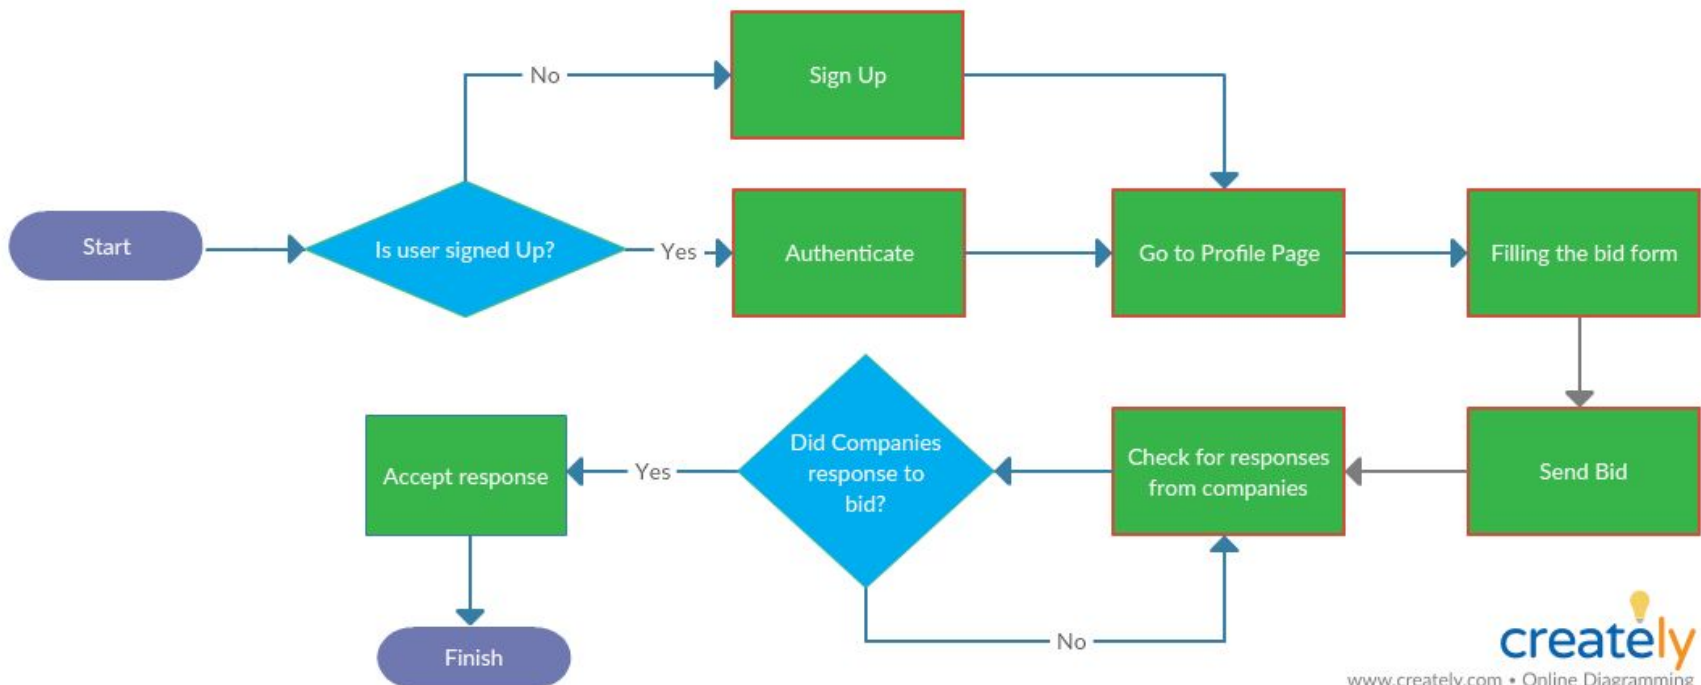 No
Sign Up
Start
Is user signed Up?
Yes
Authenticate
Go to Profile Page
Filling the bid form
Accept response
Yes
Did Companies
response to
bid?
Check for responses
from companies
Send Bid
No
Finish
creately
www.creately.com • Online Diagramming